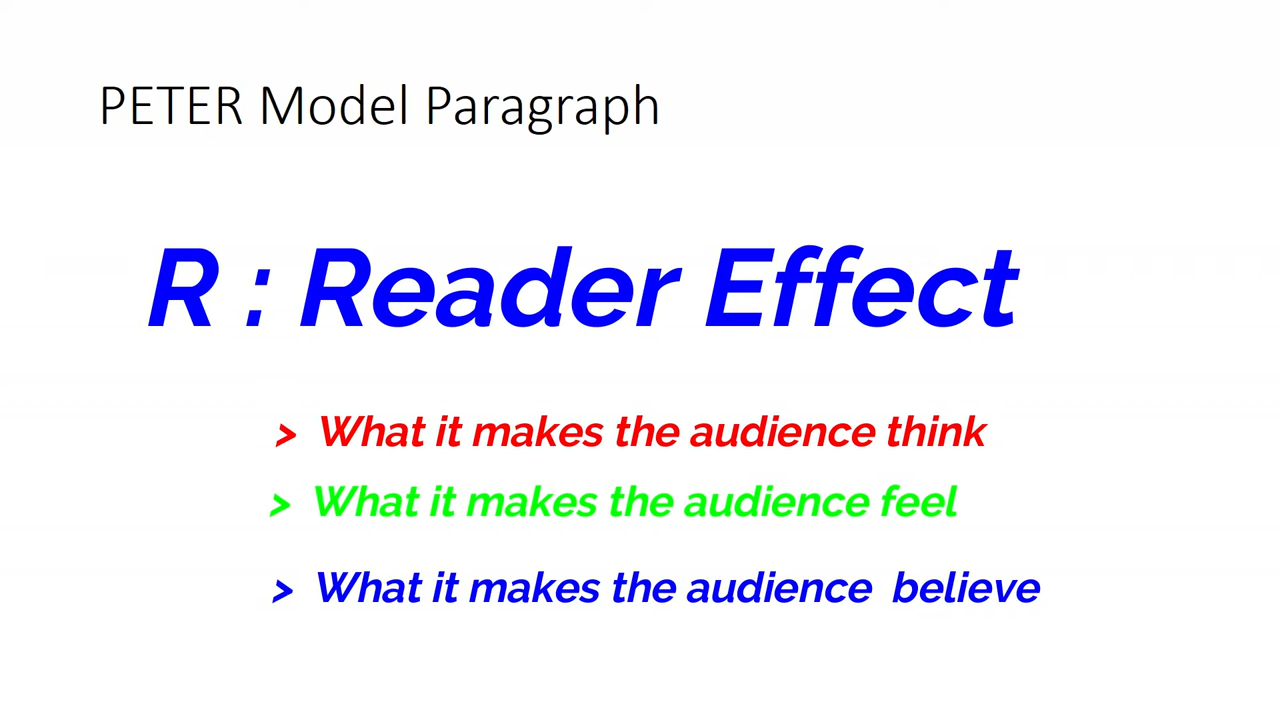 PETER Model Paragraph
R : Reader Effect
> What it makes the audience think
> What it makes the audience feel
> What it makes the audience believe